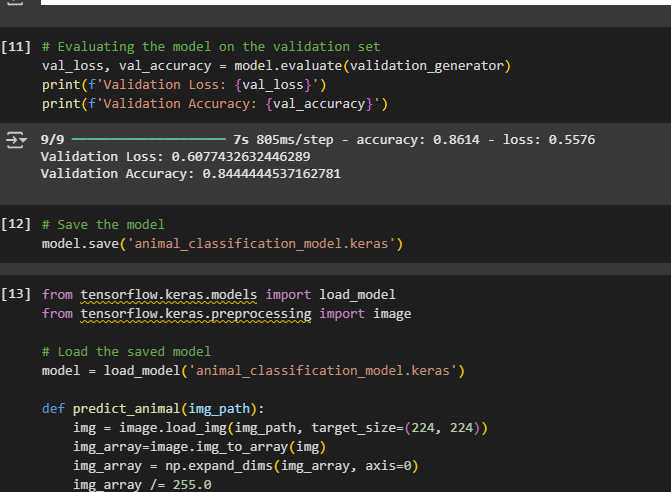 [11] # Evaluating the model on the validation set
val_loss, val_accuracy = model.evaluate(validation_generator)
print(f'Validation Loss: {val_loss}')
print(f'Validation Accuracy: {val_accuracy}')
9/9 ━━━━━━━━━━━━━━━━━━━━ 7s 805ms/step - accuracy: 0.8614 - loss: 0.5576
Validation Loss: 0.6077432632446289
Validation Accuracy: 0.8444444537162781
[12] # Save the model
model.save('animal_classification_model.keras')
[13] from tensorflow.keras.models import load_model
from tensorflow.keras.preprocessing import image
# Load the saved model
model = load_model('animal_classification_model.keras')
def predict_animal(img_path):
img = image.load_img(img_path, target_size=(224, 224))
img_array=image.img_to_array(img)
img_array = np.expand_dims(img_array, axis=0)
img_array /= 255.0